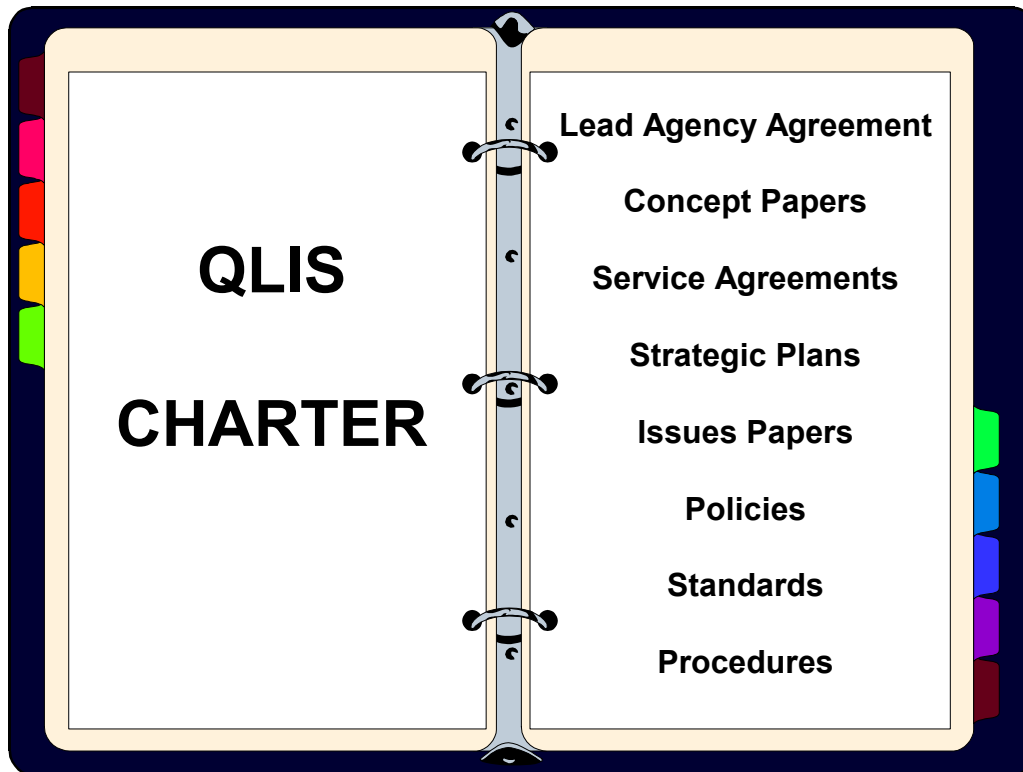 QLIS
CHARTER
Lead Agency Agreement
Concept Papers
Service Agreements
Strategic Plans
Issues Papers
Policies
Standards
Procedures